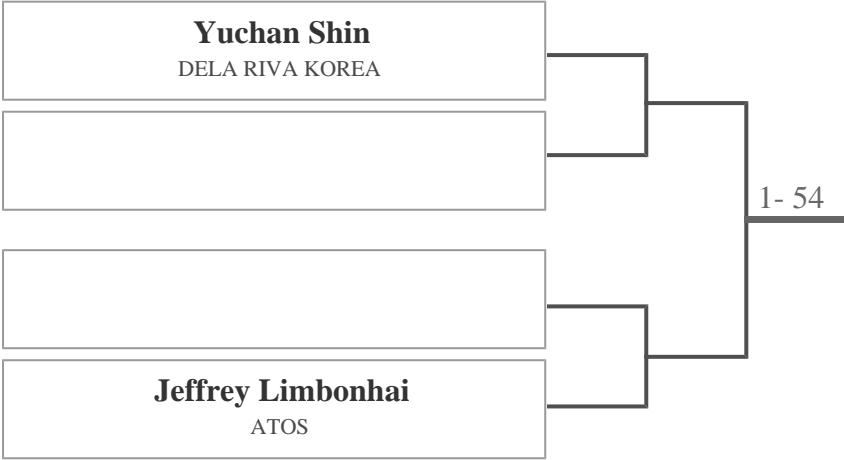 Yuchan Shin
DELA RIVA KOREA
1- 54
Jeffrey Limbonhai
ATOS